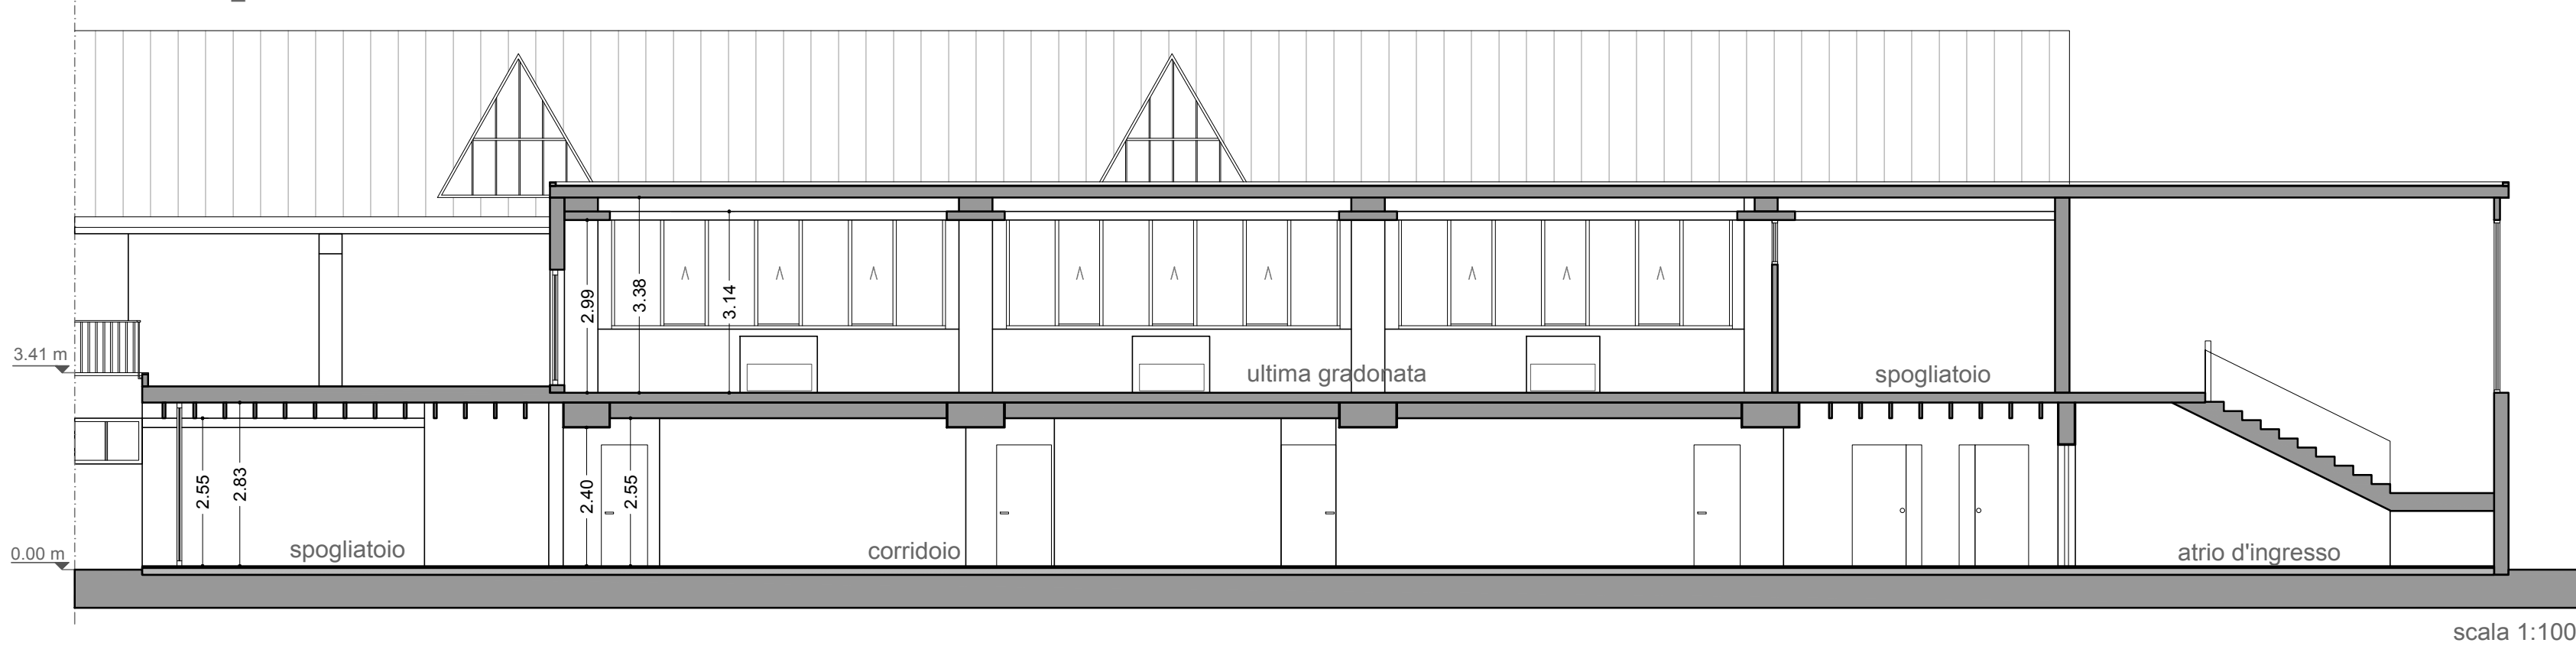 2.99
3.38
3.14
3.41 m
ultima gradonata
spogliatoio
2.55
2.83
2.40
2.55
0.00 m
spogliatoio
corridoio
atrio d'ingresso
scala 1:100